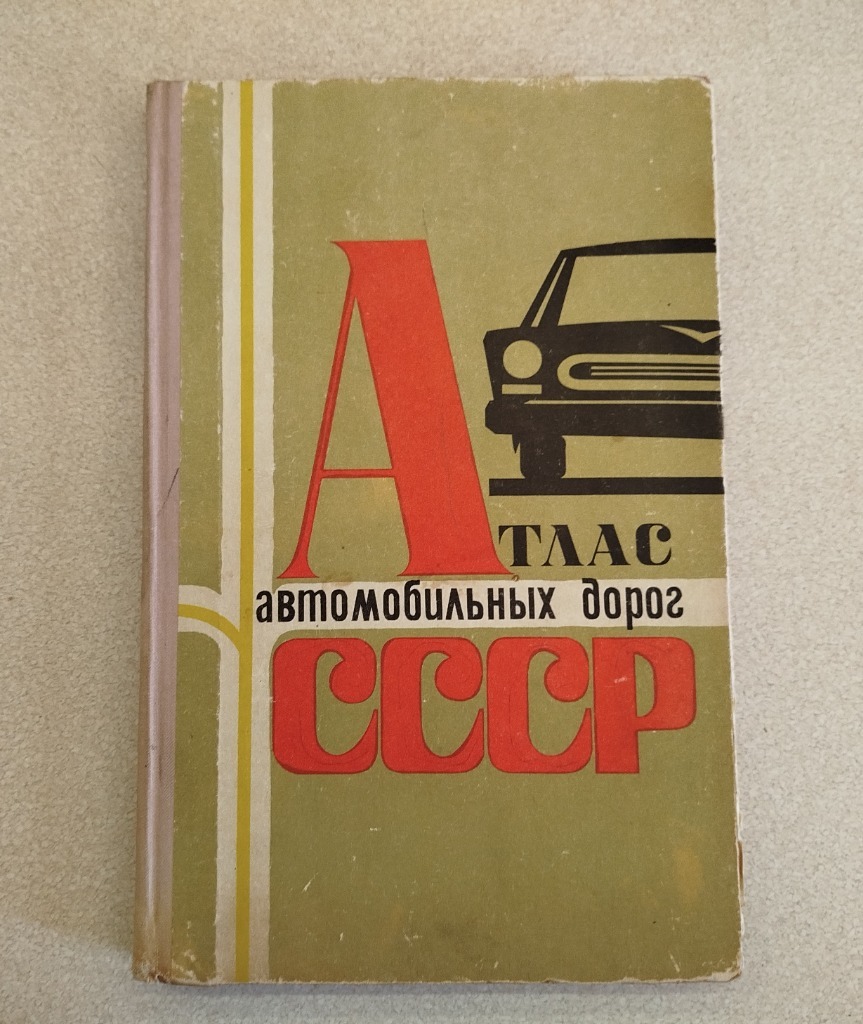 Атлас
автомобильных дорог
СССР